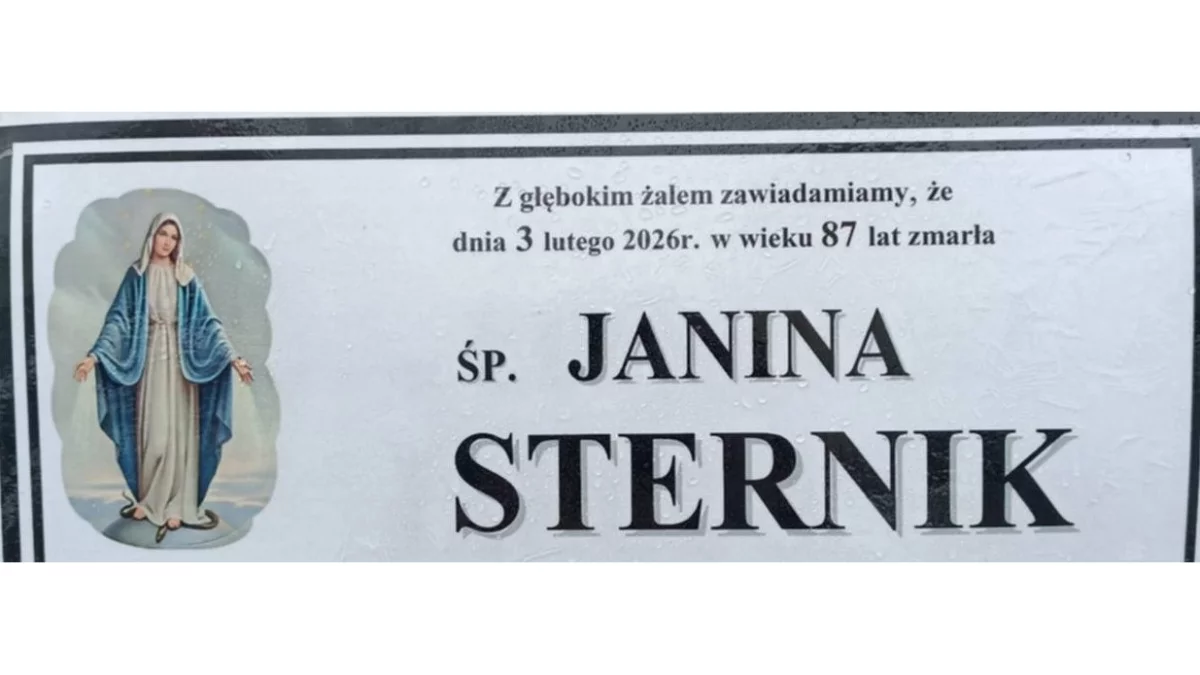 Z głębokim żalem zawiadamiamy, że
dnia 3 lutego 2026r. w wieku 87 lat zmarła
ŚP. JANINA
STERNIK